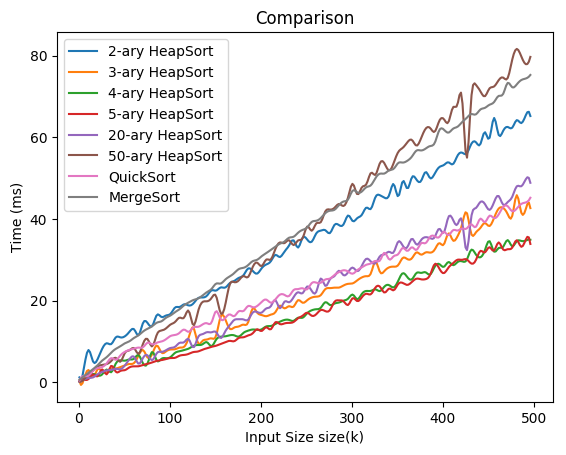 Comparison
2-ary HeapSort
3-ary HeapSort
4-ary HeapSort
5-ary HeapSort
20-ary HeapSort
50-ary HeapSort
QuickSort
MergeSort
Time (ms)
80
60
40
20
0
0 100 200 300 400 500
Input Size size(k)